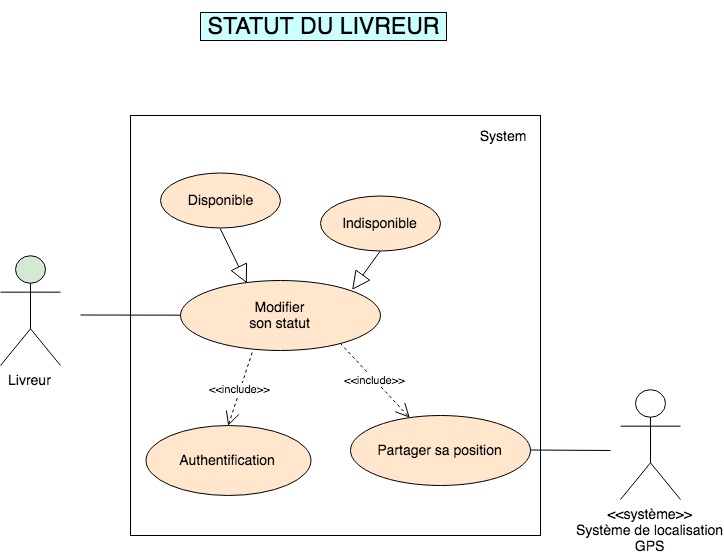 STATUT DU LIVREUR
System
Disponible
Indisponible
Modifier
son statut
Livreur
<<include>>
<<include>>
Authentification
Partager sa position
<<système>>
Système de localisation
GPS